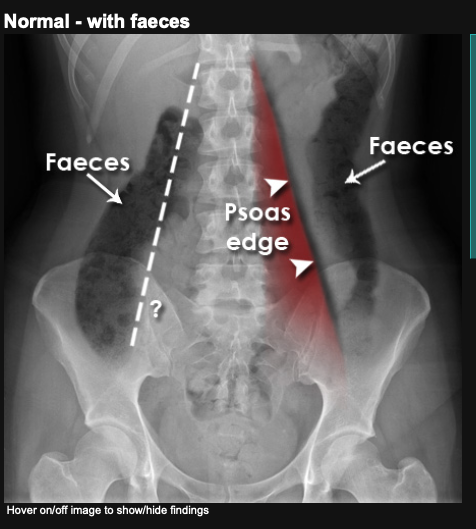 Normal - with faeces
Faeces
Faeces
Psoas
edge
?
Hover on/off image to show/hide findings